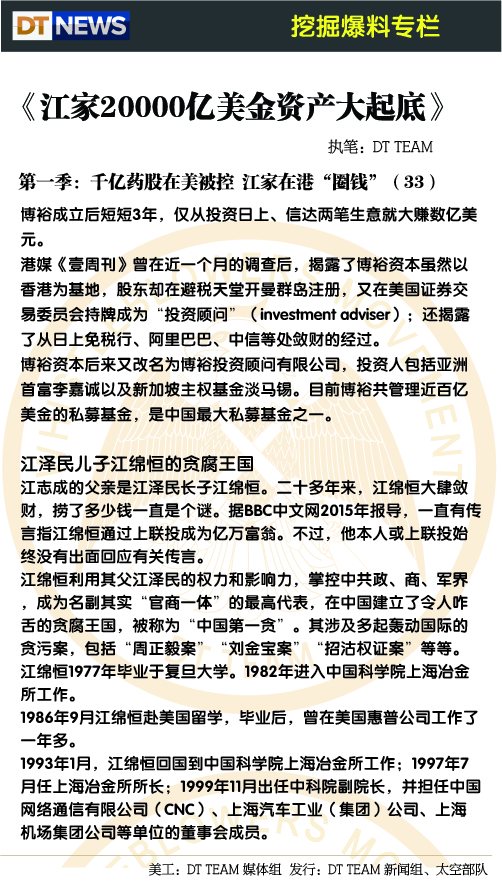 DT NEWS 挖掘爆料专栏
《江家20000亿美金资产大起底》
执笔：DT TEAM
第一季：千亿药股在美被控 江家在港“圈钱”（33）
博裕成立后短短3年，仅从投资日上、信达两笔生意就大赚数亿美
元。
港媒《壹周刊》曾在近一个月的调查后，揭露了博裕资本虽然以
香港为基地，股东却在避税天堂开曼群岛注册，又在美国证券交
易委员会持牌成为“投资顾问”（investment adviser）；还揭露
了从日上免税行、阿里巴巴、中信等处敛财的经过。
博裕资本后来又改名为博裕投资顾问有限公司，投资人包括亚洲
首富李嘉诚以及新加坡主权基金淡马锡。目前博裕共管理近百亿
美金的私募基金，是中国最大私募基金之一。
江泽民儿子江绵恒的贪腐王国
江志成的父亲是江泽民长子江绵恒。二十多年来，江绵恒大肆敛
财，捞了多少钱一直是个谜。据BBC中文网2015年报导，一直有传
言指江绵恒通过上联投成为亿万富翁。不过，他本人或上联投始
终没有出面回应有关传言。
江绵恒利用其父江泽民的权力和影响力，掌控中共政、商、军界
，成为名副其实“官商一体”的最高代表，在中国建立了令人咋
舌的贪腐王国，被称为“中国第一贪”。其涉及多起轰动国际的
贪污案，包括“周正毅案”“刘金宝案”“招沽权证案”等等。
江绵恒1977年毕业于复旦大学。1982年进入中国科学院上海冶金
所工作。
1986年9月江绵恒赴美国留学，毕业后，曾在美国惠普公司工作了
一年多。
1993年1月，江绵恒回国到中国科学院上海冶金所工作；1997年7
月任上海冶金所所长；1999年11月出任中科院副院长，并担任中国
网络通信有限公司（CNC）、上海汽车工业（集团）公司、上海
机场集团公司等单位的董事会成员。
美工：DT TEAM 媒体组 发行：DT TEAM 新闻组、太空部队